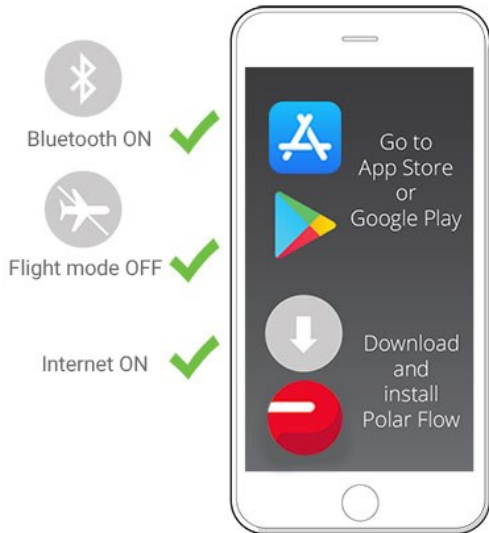 Bluetooth ON
Flight mode OFF
Internet ON
Go to
App Store
or
Google Play
Download
and
install
Polar Flow